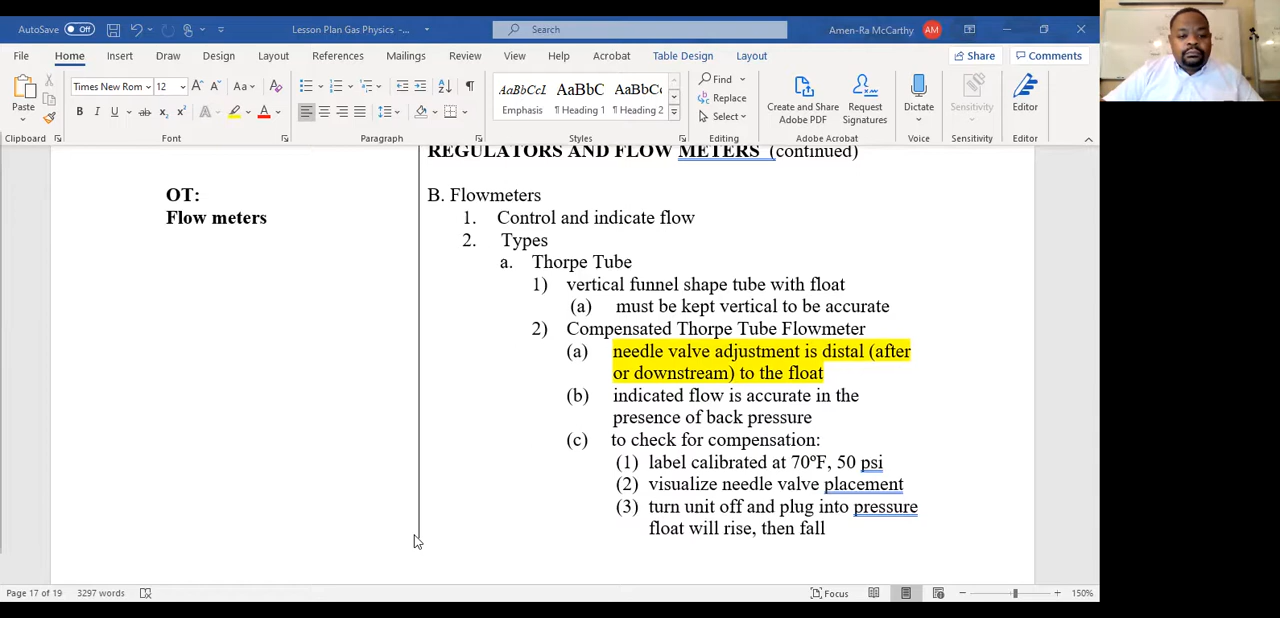 AutoSave Off
Lesson Plan Gas Physics -...
Search
Amen-Ra McCarthy AM
File Home Insert Draw Design Layout References Mailings Review View Help Acrobat Table Design Layout Share Comments
Paste
Clipboard
Times New Rom 12
Font
Paragraph
AaBbCcI AaBbC AaBbCc
Emphasis ¶ Heading 1 ¶ Heading 2
Styles
Find
Replace
Select
Editing
Create and Share Adobe PDF
Request Signatures
Adobe Acrobat
Dictate
Voice
Sensitivity
Sensitivity
Editor
Editor
REGULATORS AND FLOW METERS (continued)
OT:
Flow meters
B. Flowmeters
1. Control and indicate flow
2. Types
a. Thorpe Tube
1) vertical funnel shape tube with float
(a) must be kept vertical to be accurate
2) Compensated Thorpe Tube Flowmeter
(a) needle valve adjustment is distal (after
or downstream) to the float
(b) indicated flow is accurate in the
presence of back pressure
(c) to check for compensation:
(1) label calibrated at 70ºF, 50 psi
(2) visualize needle valve placement
(3) turn unit off and plug into pressure
float will rise, then fall
Page 17 of 19 3297 words Focus 150%